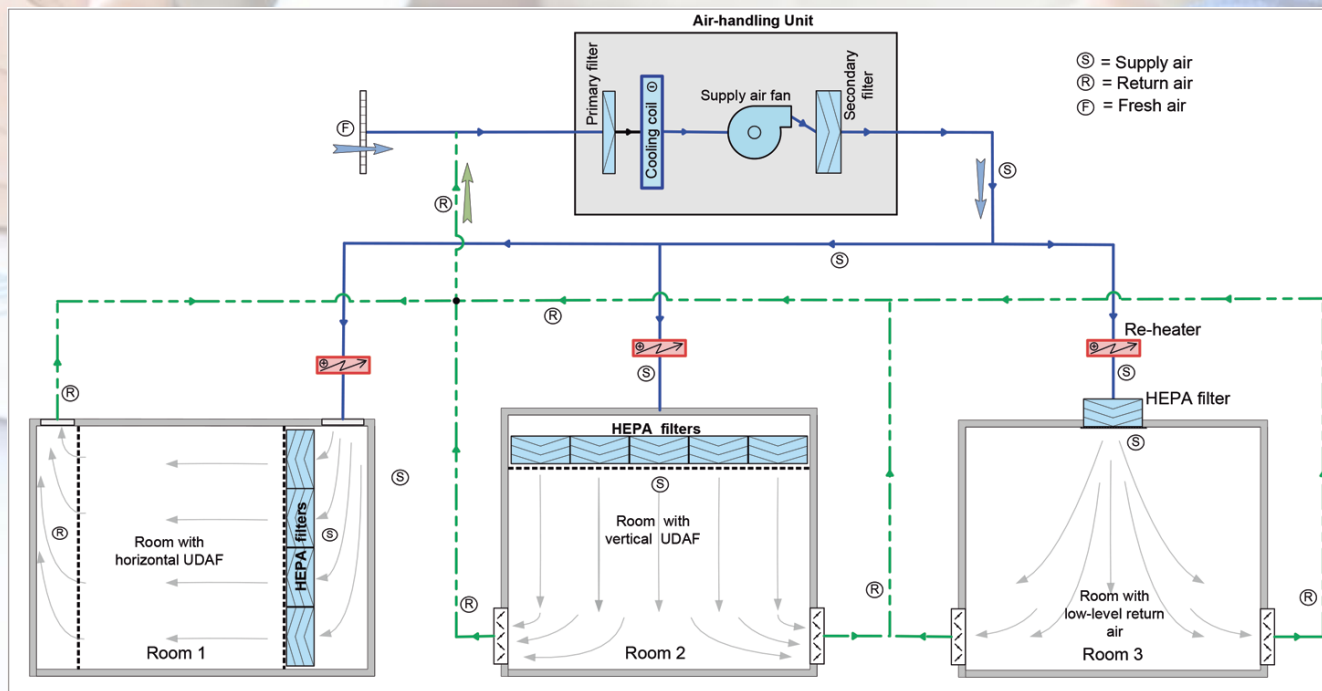 Air-handling Unit
Primary filter
Cooling coil
Supply air fan
Secondary
filter
Ⓢ = Supply air
Ⓡ = Return air
Ⓕ = Fresh air
Ⓕ
Ⓢ
Ⓡ
Ⓢ
Ⓡ
Re-heater
Ⓢ
Ⓢ
Ⓡ
HEPA filter
HEPA filters
Ⓢ
Ⓢ
Ⓢ
Room with
vertical UDAF
Ⓡ
Room with
horizontal UDAF
HEPA filters
Ⓢ
Ⓡ
Room with
low-level return
air
Ⓡ
Ⓡ
Room 1
Room 2
Room 3